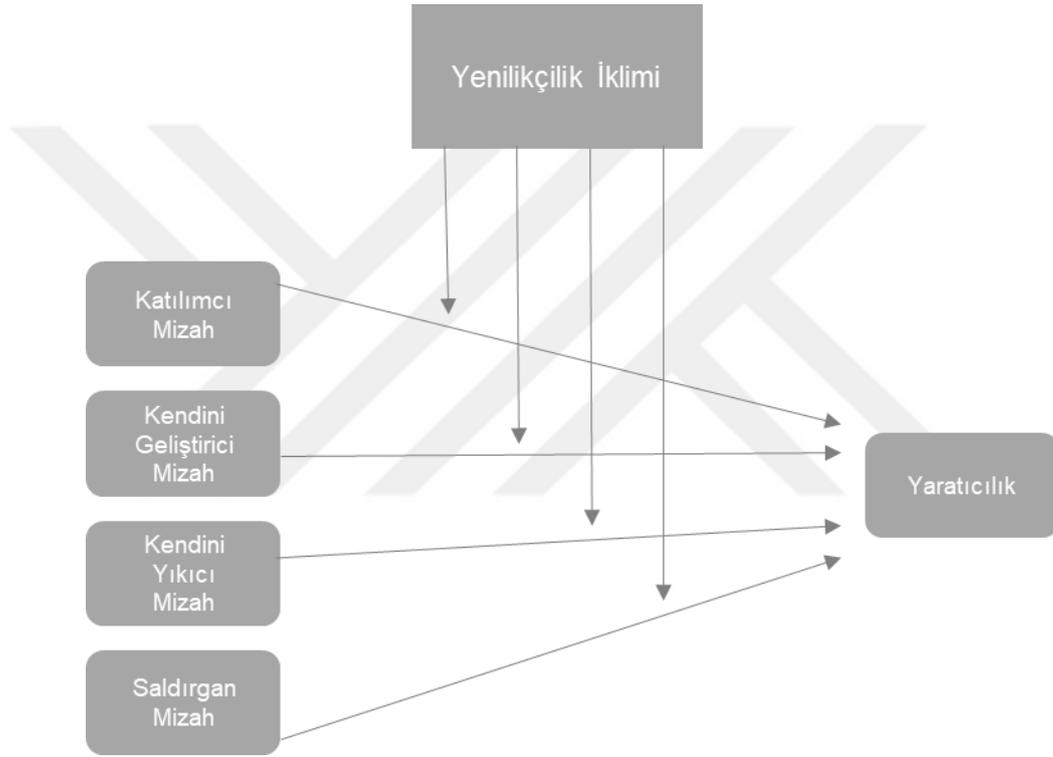 Yenilikçilik İklimi
Katılımcı
Mizah
Kendini
Geliştirici
Mizah
Kendini
Yıkıcı
Mizah
Saldırgan
Mizah
Yaratıcılık